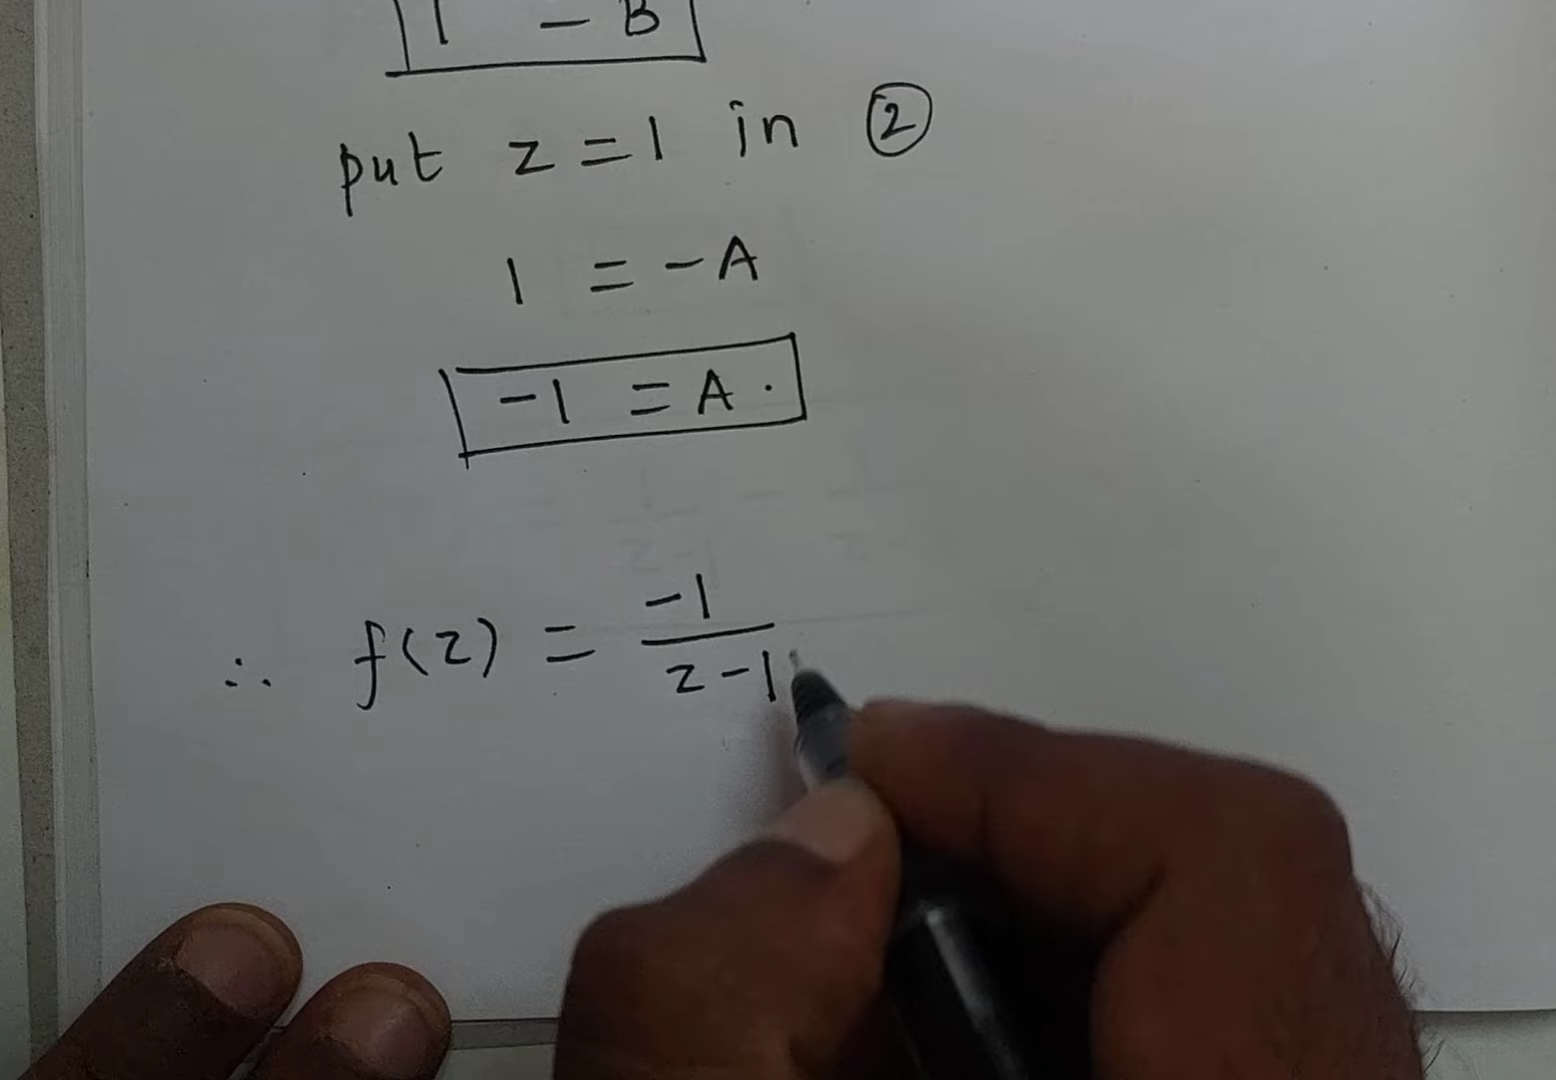 1 = B
put z = 1 in ②
1 = -A
-1 = A.
∴ f(z) = -1/z-1